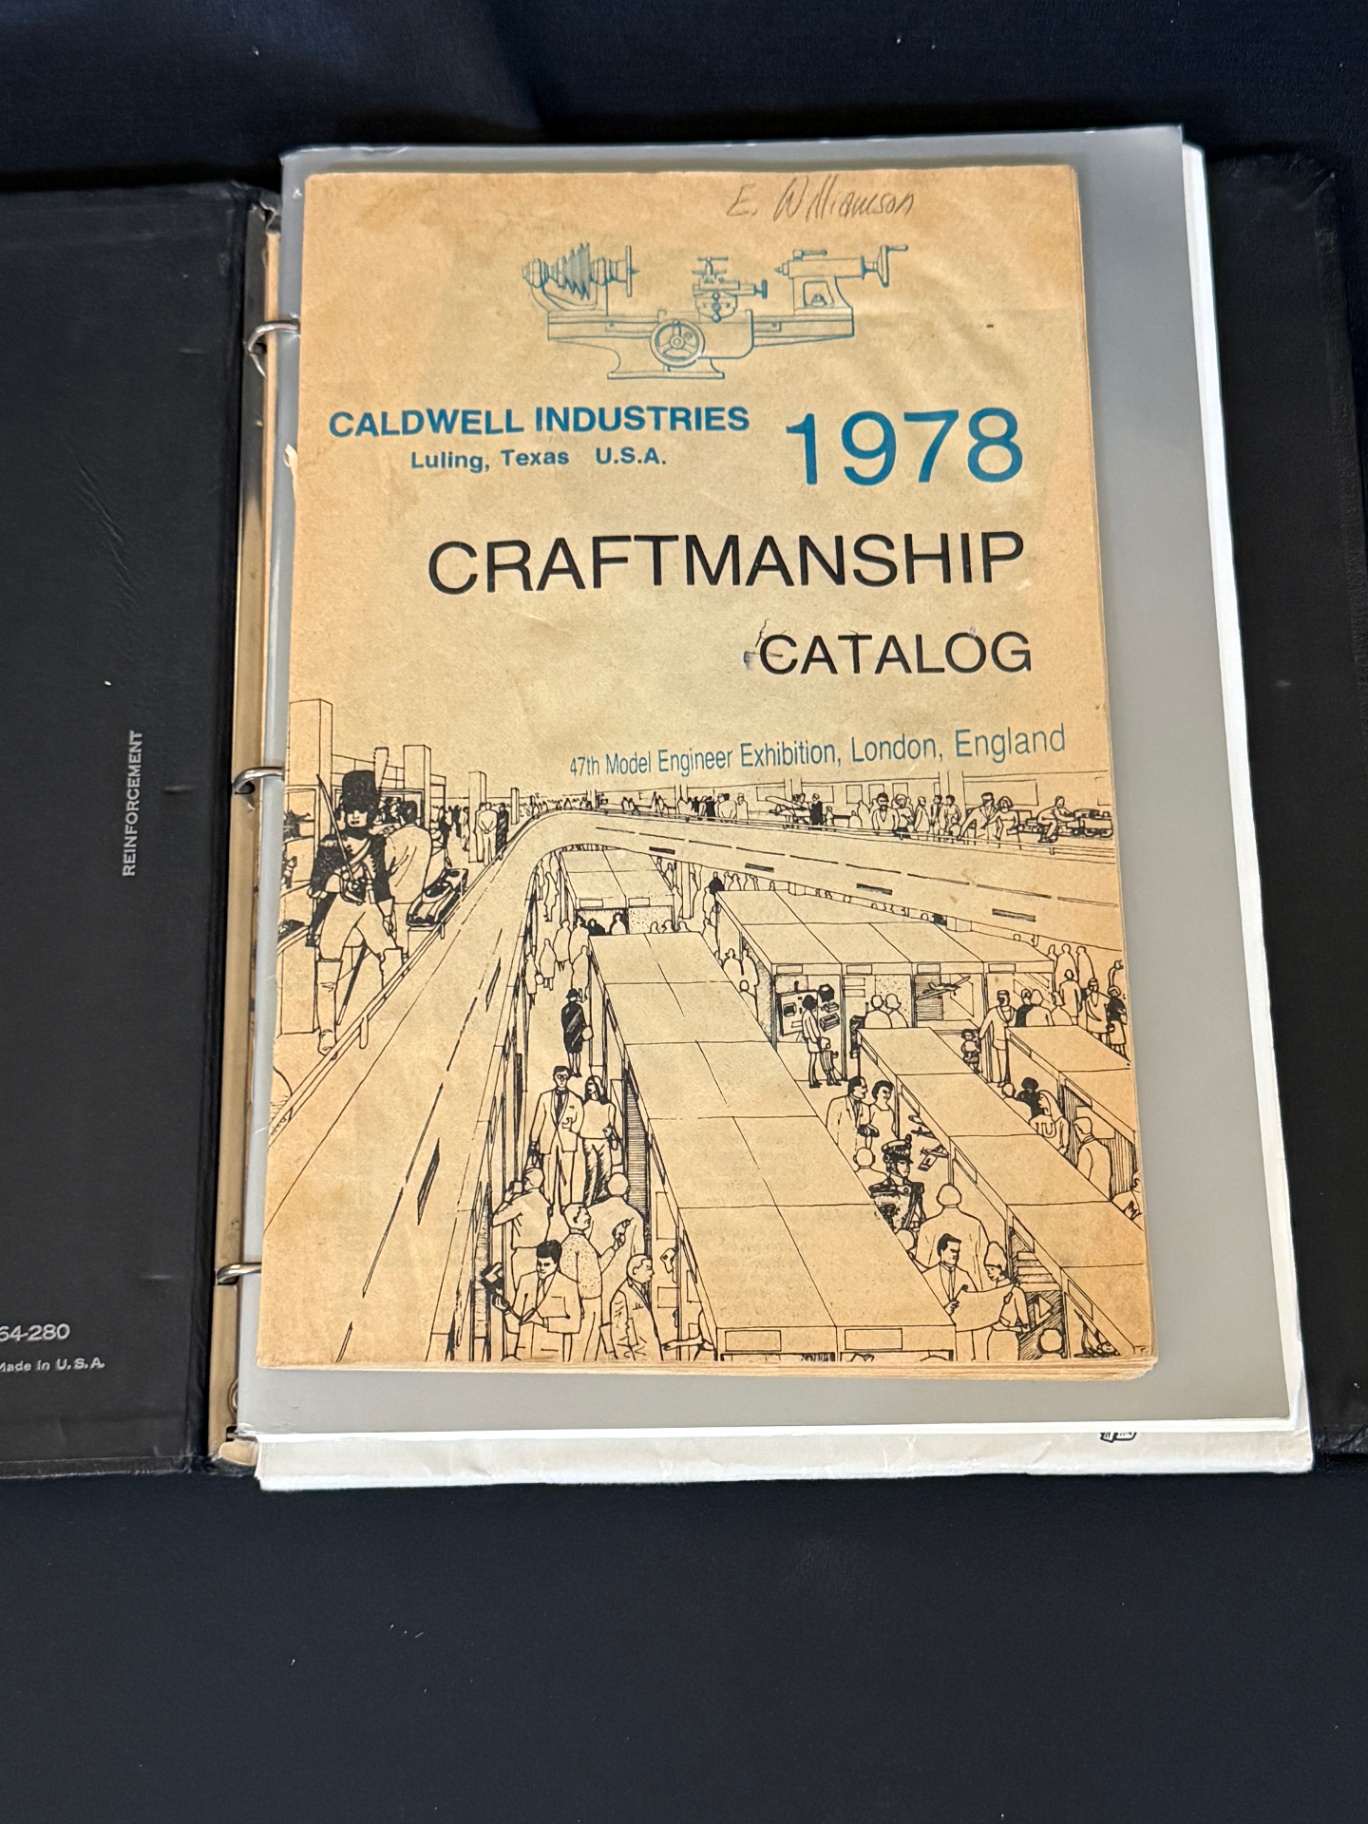 E. Williamson
CALDWELL INDUSTRIES
Luling, Texas U.S.A.
1978
CRAFTMANSHIP
CATALOG
47th Model Engineer Exhibition, London, England
REINFORCEMENT
64-280
Made in U.S.A.